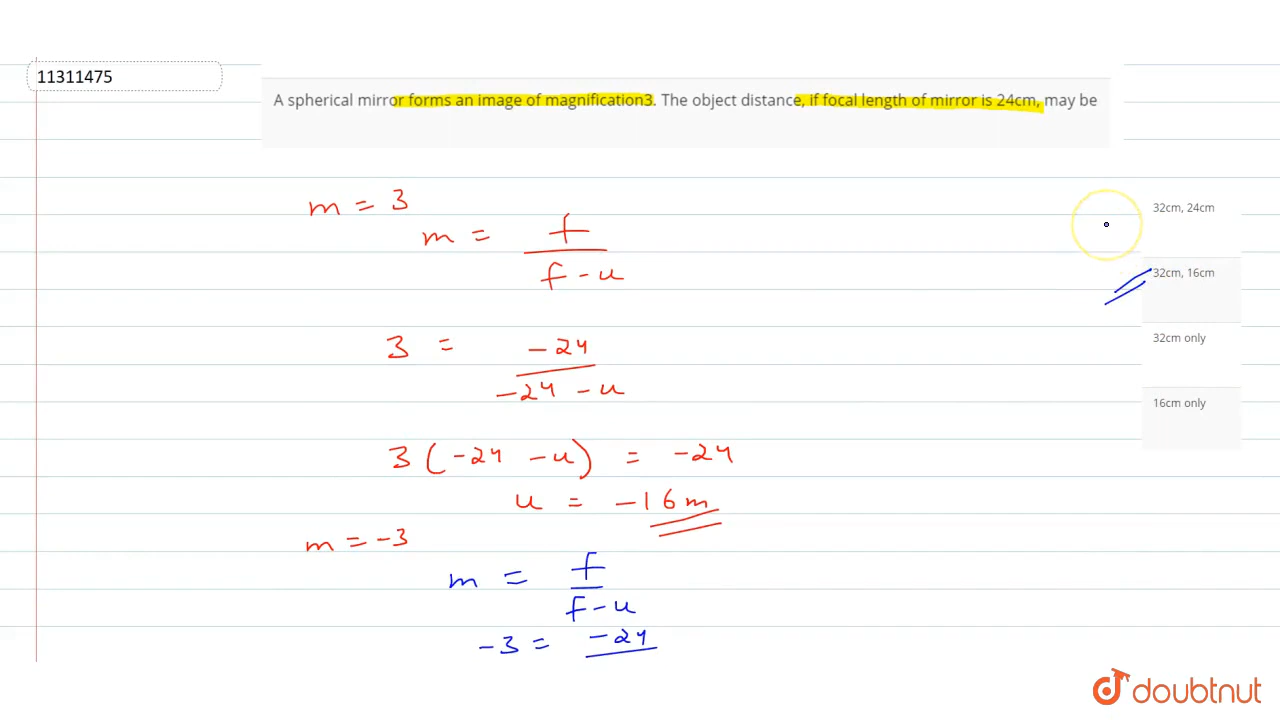 11311475
A spherical mirror forms an image of magnification3. The object distance, if focal length of mirror is 24cm, may be
32cm, 24cm
32cm, 16cm
32cm only
16cm only
m = 3
m = f
f - u
3 = -24
-24 - u
3 (-24 - u) = -24
u = -16m
m = -3
m = f
f - u
-3 = -24
doubtnut